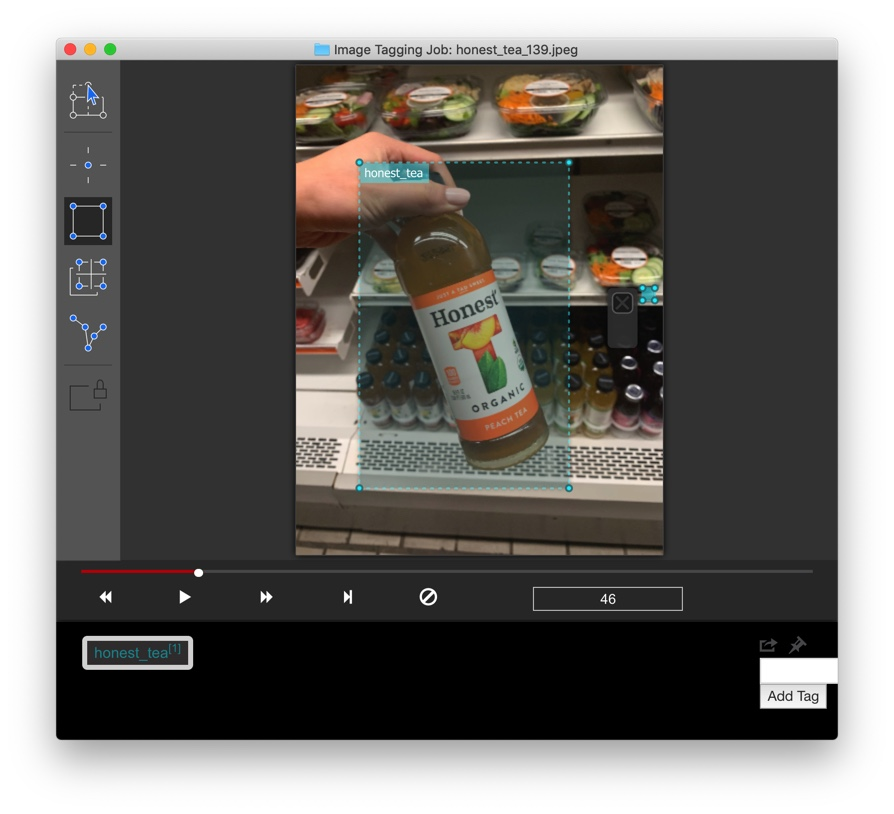 Image Tagging Job: honest_tea_139.jpeg
honest_tea
JUST A TAD SWEET
Honest
T
ORGANIC
PEACH TEA
46
honest_tea[1]
Add Tag